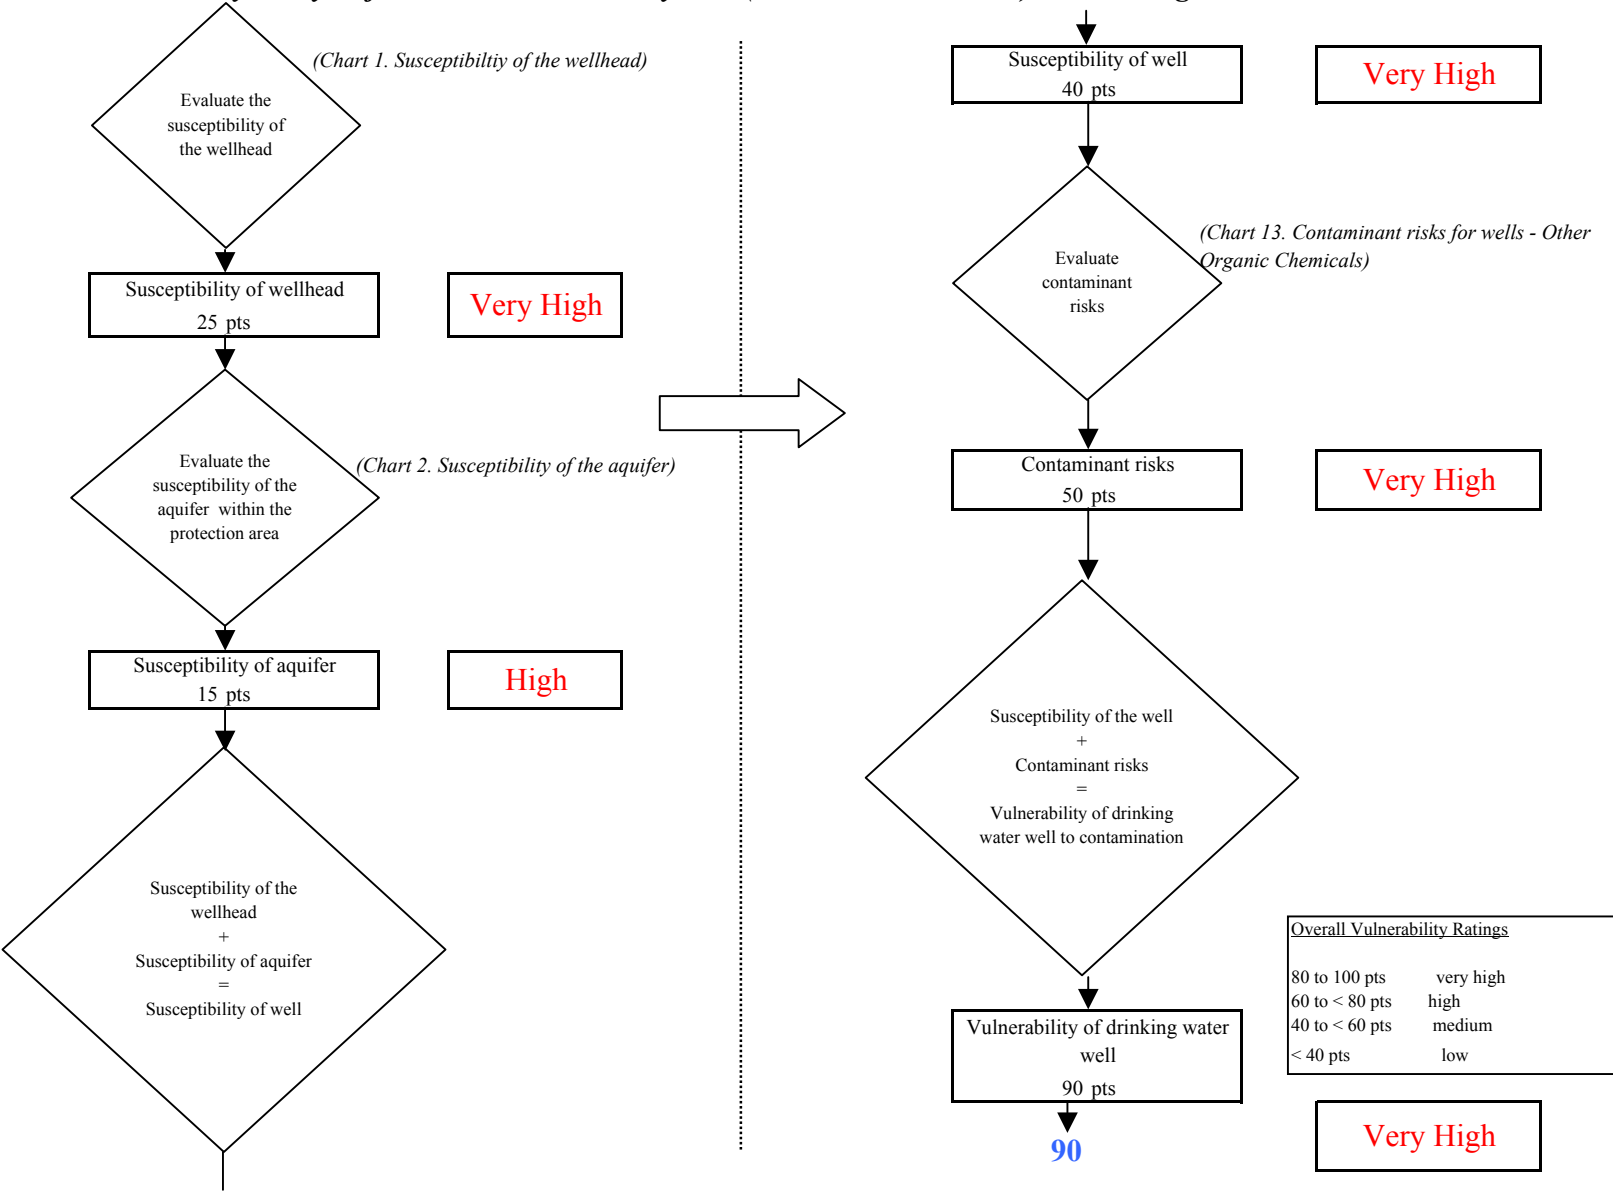 (Chart 1. Susceptibiltiy of the wellhead)
Evaluate the
susceptibility of
the wellhead
Susceptibility of wellhead
25 pts
Very High
(Chart 2. Susceptibility of the aquifer)
Evaluate the
susceptibility of the
aquifer within the
protection area
Susceptibility of aquifer
15 pts
High
Susceptibility of the
wellhead
+
Susceptibility of aquifer
=
Susceptibility of well
Susceptibility of well
40 pts
Very High
(Chart 13. Contaminant risks for wells - Other
Organic Chemicals)
Evaluate
contaminant
risks
Contaminant risks
50 pts
Very High
Susceptibility of the well
+
Contaminant risks
=
Vulnerability of drinking
water well to contamination
Overall Vulnerability Ratings
80 to 100 pts very high
60 to < 80 pts high
40 to < 60 pts medium
< 40 pts low
Vulnerability of drinking water
well
90 pts
90
Very High